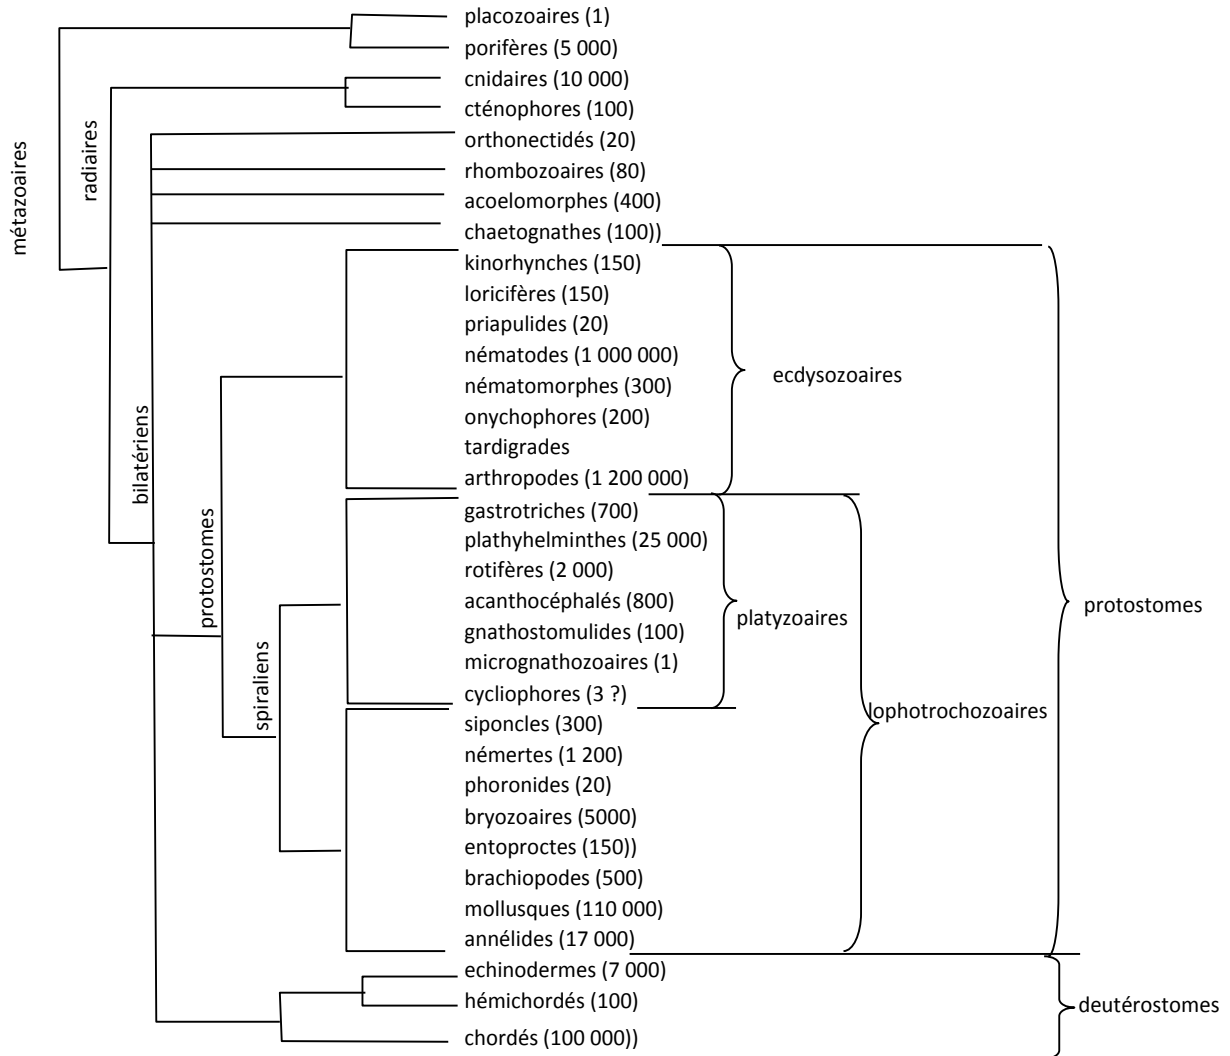 placozoaires (1)
porifères (5 000)
cnidaires (10 000)
cténophores (100)
orthonectidés (20)
rhombozoaires (80)
acoelomorphes (400)
chaetognathes (100))
kinorhynches (150)
loricifères (150)
priapulides (20)
nématodes (1 000 000)
nématomorphes (300)
onychophores (200)
tardigrades
arthropodes (1 200 000)
gastrotriches (700)
plathyhelminthes (25 000)
rotifères (2 000)
acanthocéphalés (800)
gnathostomulides (100)
micrognathozoaires (1)
cycliophores (3 ?)
siponcles (300)
némertes (1 200)
phoronides (20)
bryozoaires (5000)
entoproctes (150))
brachiopodes (500)
mollusques (110 000)
annélides (17 000)
echinodermes (7 000)
hémichordés (100)
chordés (100 000))
métazoaires
radiaires
bilatériens
protostomes
spiraliens
ecdysozoaires
platyzoaires
lophotrochozoaires
protostomes
deutérostomes